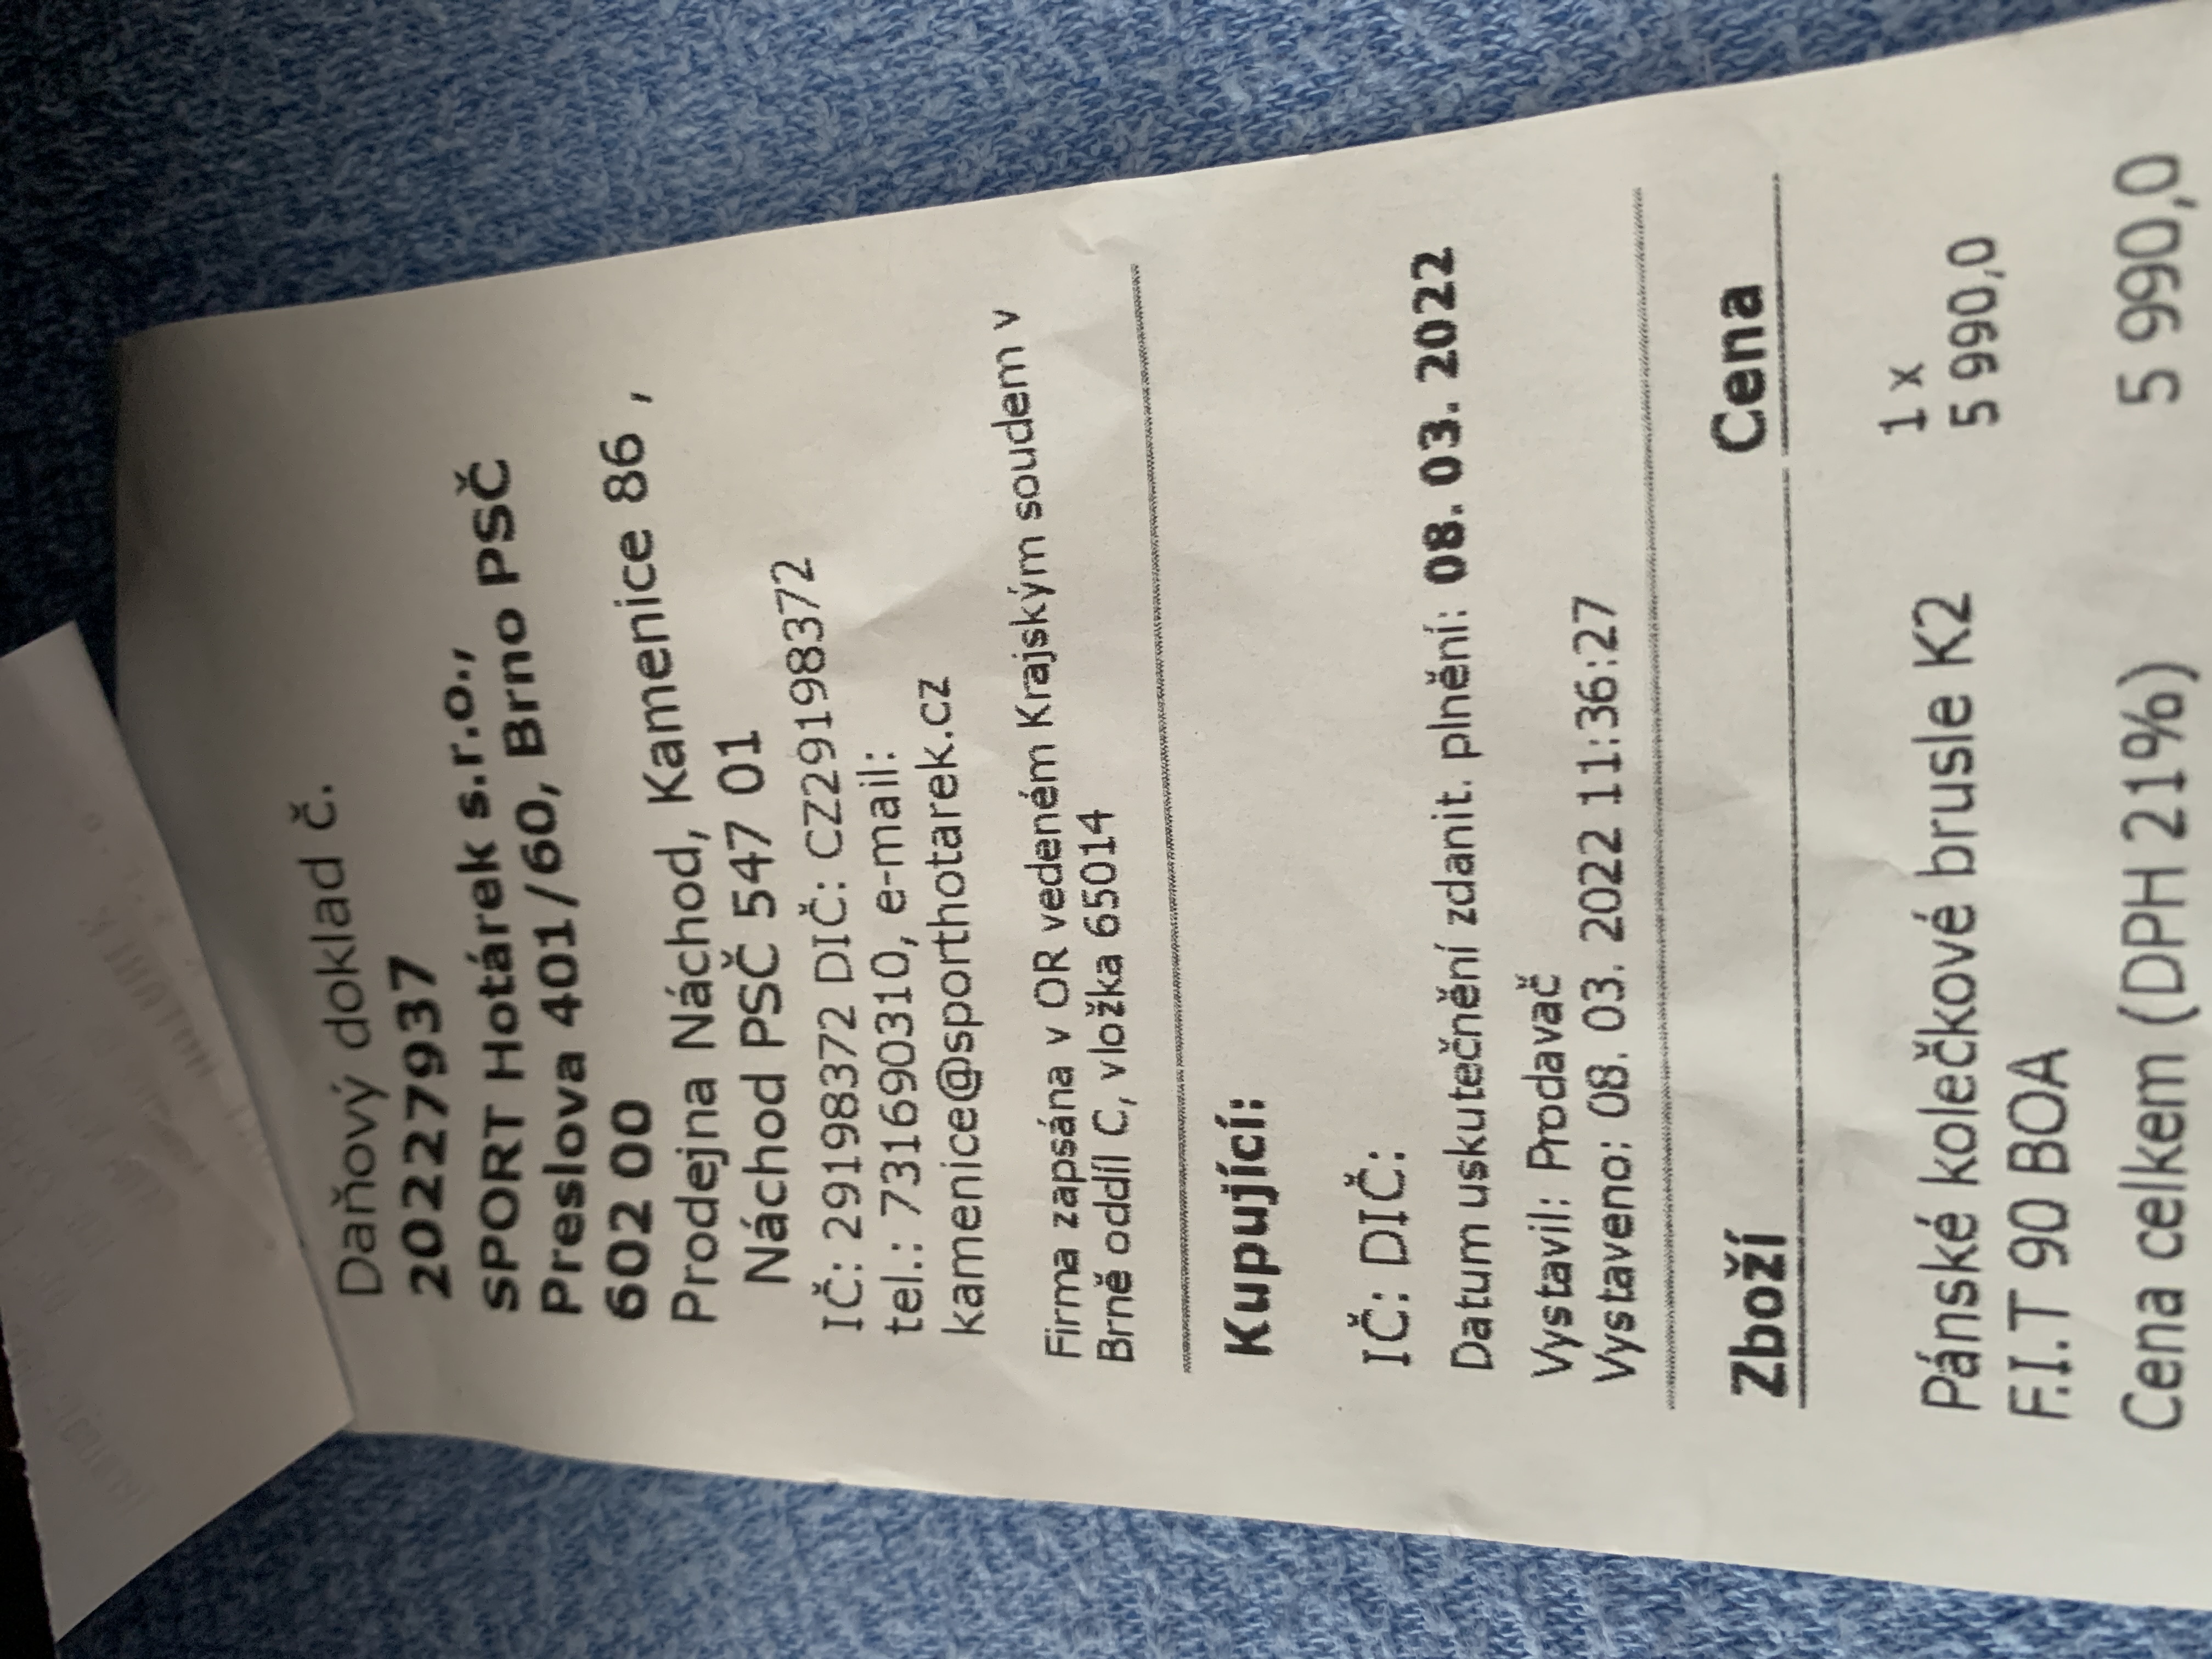 Daňový doklad č.
20227937
SPORT Hotárek s.r.o.,
Preslova 401/60, Brno PSČ
602 00
Prodejna Náchod, Kamenice 86 ,
Náchod PSČ 547 01
IČ: 29198372 DIČ: CZ29198372
tel.: 731690310, e-mail:
kamenice@sporthotarek.cz
Firma zapsána v OR vedeném Krajským soudem v
Brně oddíl C, vložka 65014
Kupující:
IČ: DIČ:
Datum uskutečnění zdanit. plnění: 08. 03. 2022
Vystavil: Prodavač
Vystaveno: 08. 03. 2022 11:36:27
Zboží Cena
1 x
Pánské kolečkové brusle K2 5 990,0
F.I.T 90 BOA
Cena celkem (DPH 21%) 5 990,0